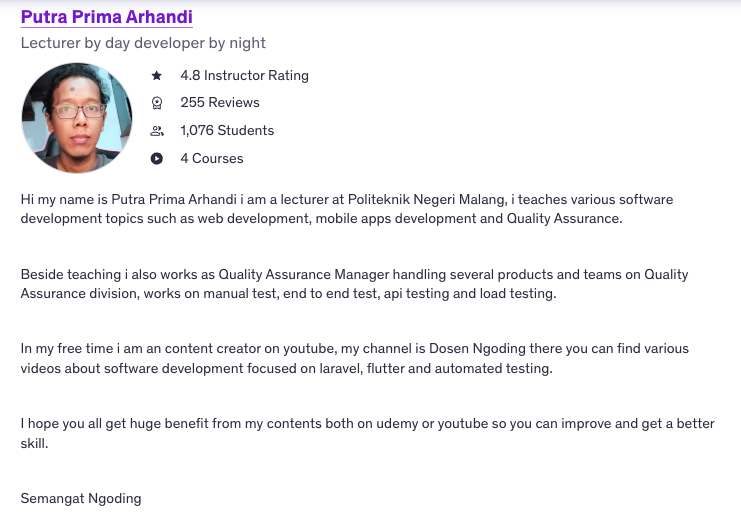 Putra Prima Arhandi
Lecturer by day developer by night
4.8 Instructor Rating
255 Reviews
1,076 Students
4 Courses
Hi my name is Putra Prima Arhandi i am a lecturer at Politeknik Negeri Malang, i teaches various software
development topics such as web development, mobile apps development and Quality Assurance.
Beside teaching i also works as Quality Assurance Manager handling several products and teams on Quality
Assurance division, works on manual test, end to end test, api testing and load testing.
In my free time i am an content creator on youtube, my channel is Dosen Ngoding there you can find various
videos about software development focused on laravel, flutter and automated testing.
I hope you all get huge benefit from my contents both on udemy or youtube so you can improve and get a better
skill.
Semangat Ngoding